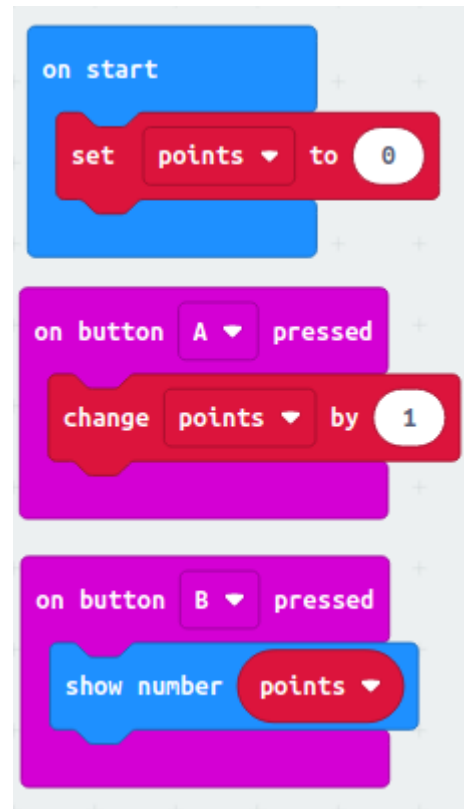 on start
set points to 0
on button A pressed
change points by 1
on button B pressed
show number points